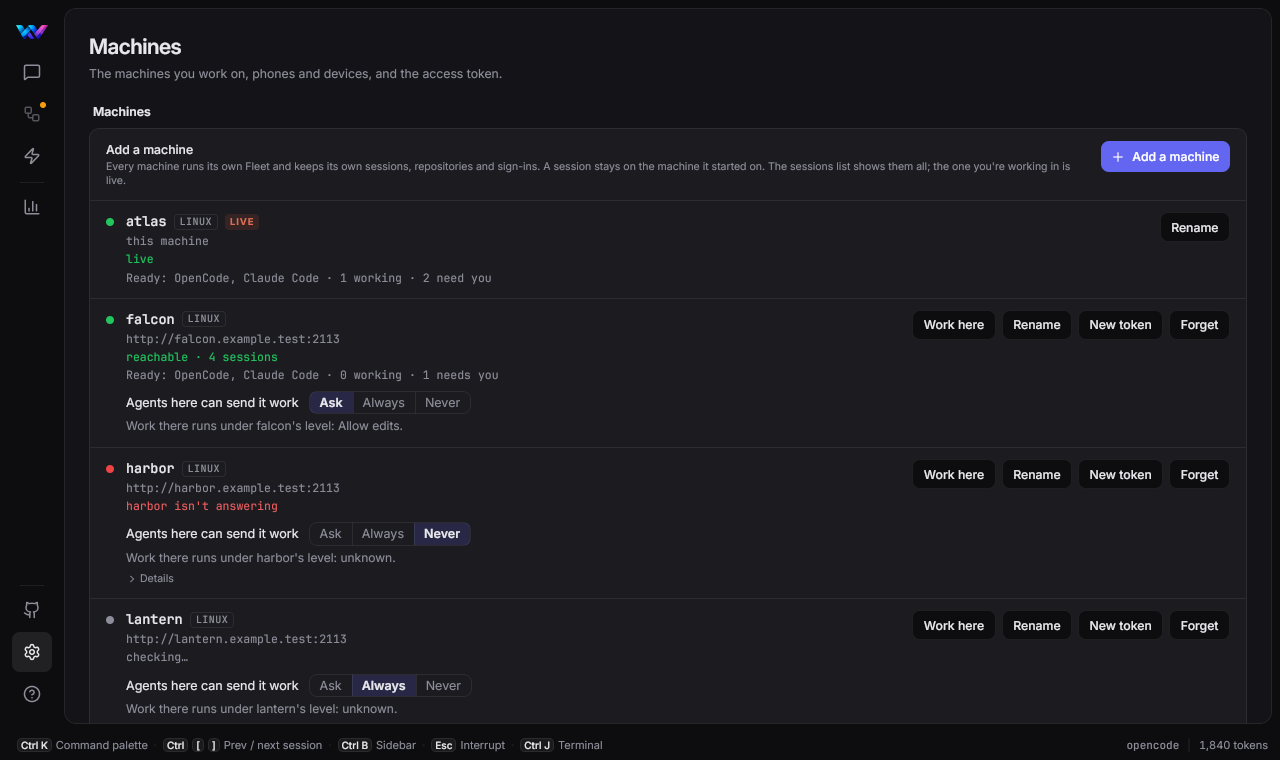 Machines
The machines you work on, phones and devices, and the access token.
Machines
Add a machine
Every machine runs its own Fleet and keeps its own sessions, repositories and sign-ins. A session stays on the machine it started on. The sessions list shows them all; the one you're working in is
live.
+ Add a machine
atlas LINUX LIVE
this machine
live
Ready: OpenCode, Claude Code · 1 working · 2 need you
Rename
falcon LINUX
http://falcon.example.test:2113
reachable · 4 sessions
Ready: OpenCode, Claude Code · 0 working · 1 needs you
Work here Rename New token Forget
Agents here can send it work Ask Always Never
Work there runs under falcon's level: Allow edits.
harbor LINUX
http://harbor.example.test:2113
harbor isn't answering
Work here Rename New token Forget
Agents here can send it work Ask Always Never
Work there runs under harbor's level: unknown.
Details
lantern LINUX
http://lantern.example.test:2113
checking…
Work here Rename New token Forget
Agents here can send it work Ask Always Never
Work there runs under lantern's level: unknown.
Ctrl K Command palette · Ctrl [ ] Prev / next session · Ctrl B Sidebar · Esc Interrupt · Ctrl J Terminal
opencode 1,840 tokens